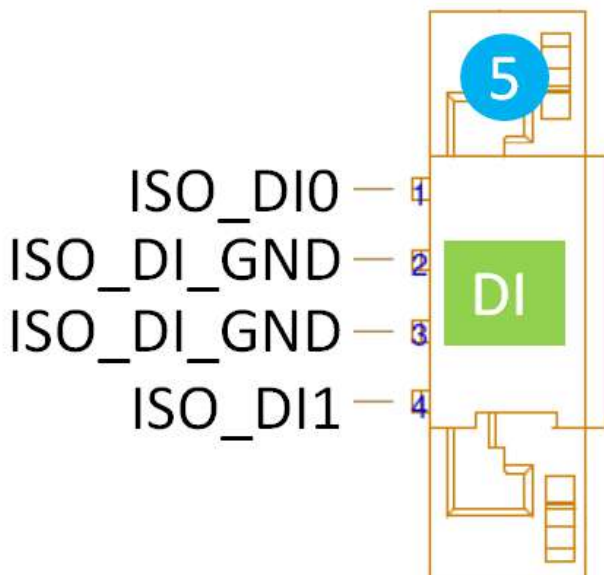 5
ISO_DI0 1
ISO_DI_GND 2
DI
ISO_DI_GND 3
ISO_DI1 4